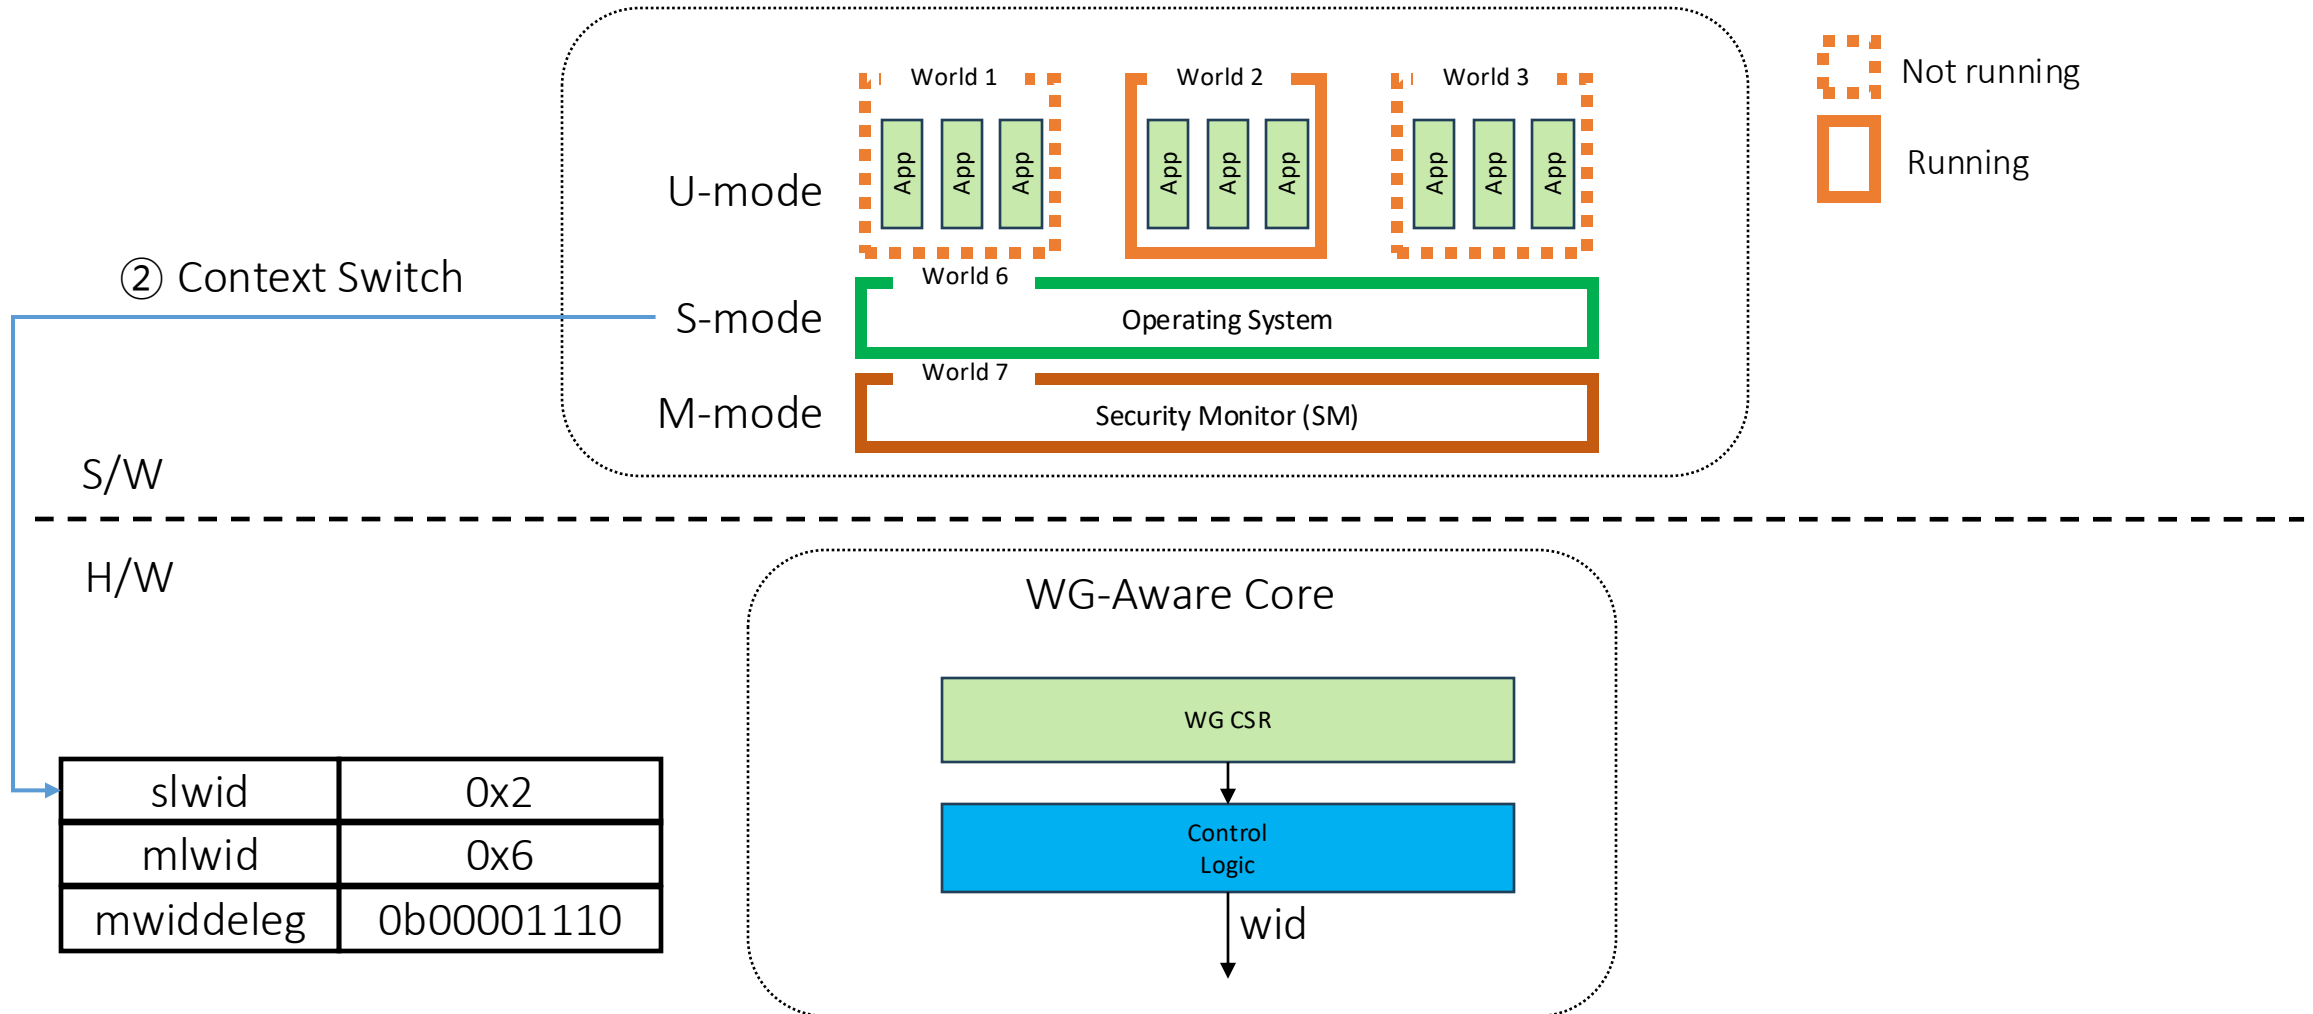 World 1
World 2
World 3
Not running
App App App
App App App
App App App
Running
U-mode
② Context Switch
World 6
S-mode
Operating System
World 7
M-mode
Security Monitor (SM)
S/W
H/W
WG-Aware Core
WG CSR
slwid 0x2
mlwid 0x6
mwiddeleg 0b00001110
Control
Logic
wid